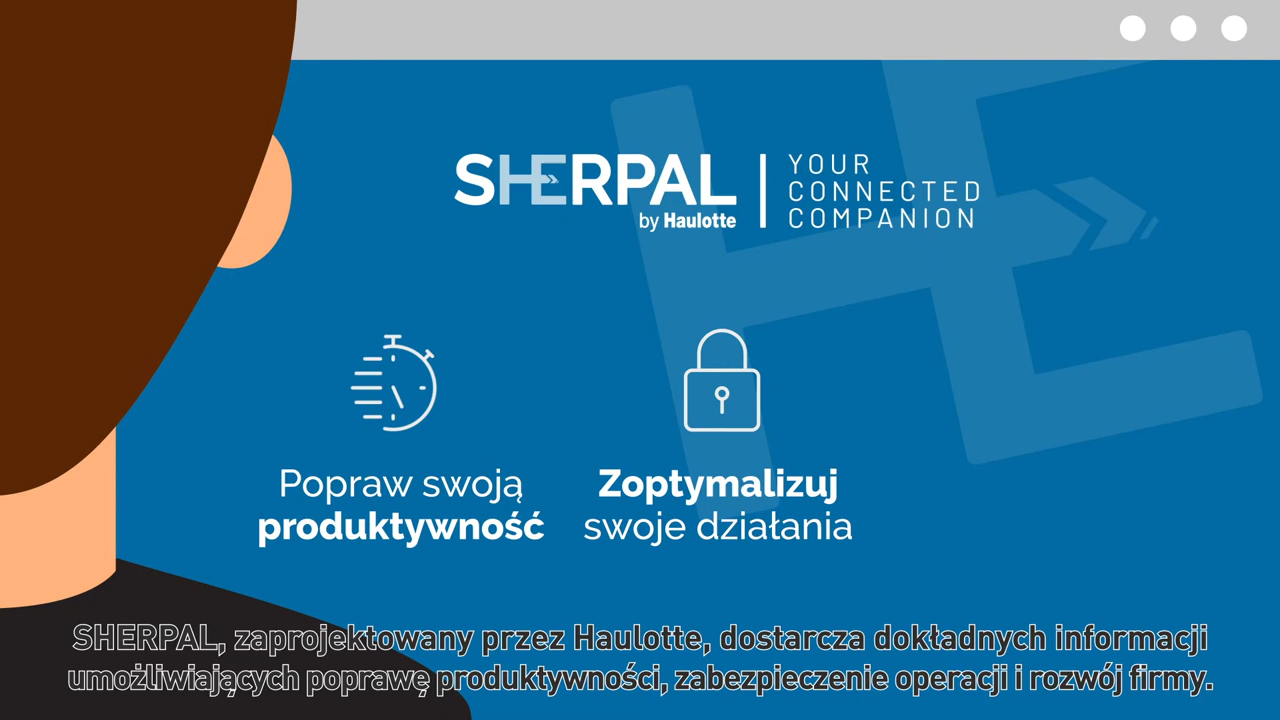 SHERPAL
by Haulotte
YOUR
CONNECTED
COMPANION
Popraw swoją
produktywność
Zoptymalizuj
swoje działania
SHERPAL, zaprojektowany przez Haulotte, dostarcza dokładnych informacji
umożliwiających poprawę produktywności, zabezpieczenie operacji i rozwój firmy.